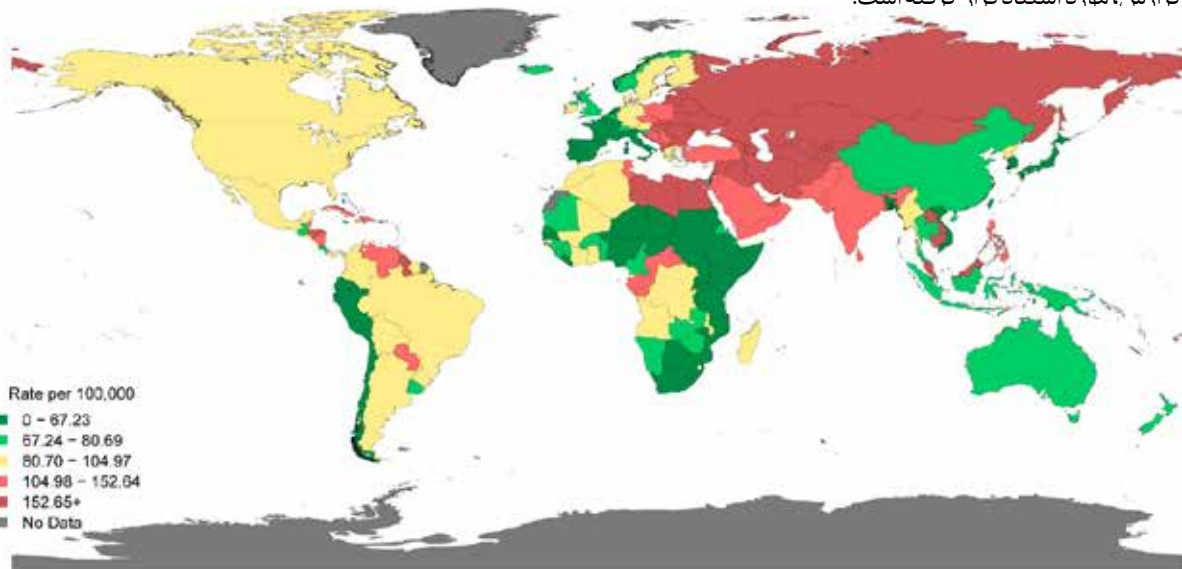 است.
Rate per 100,000
0 – 67.23
67.24 – 80.69
80.70 – 104.97
104.98 – 152.64
152.65+
No Data